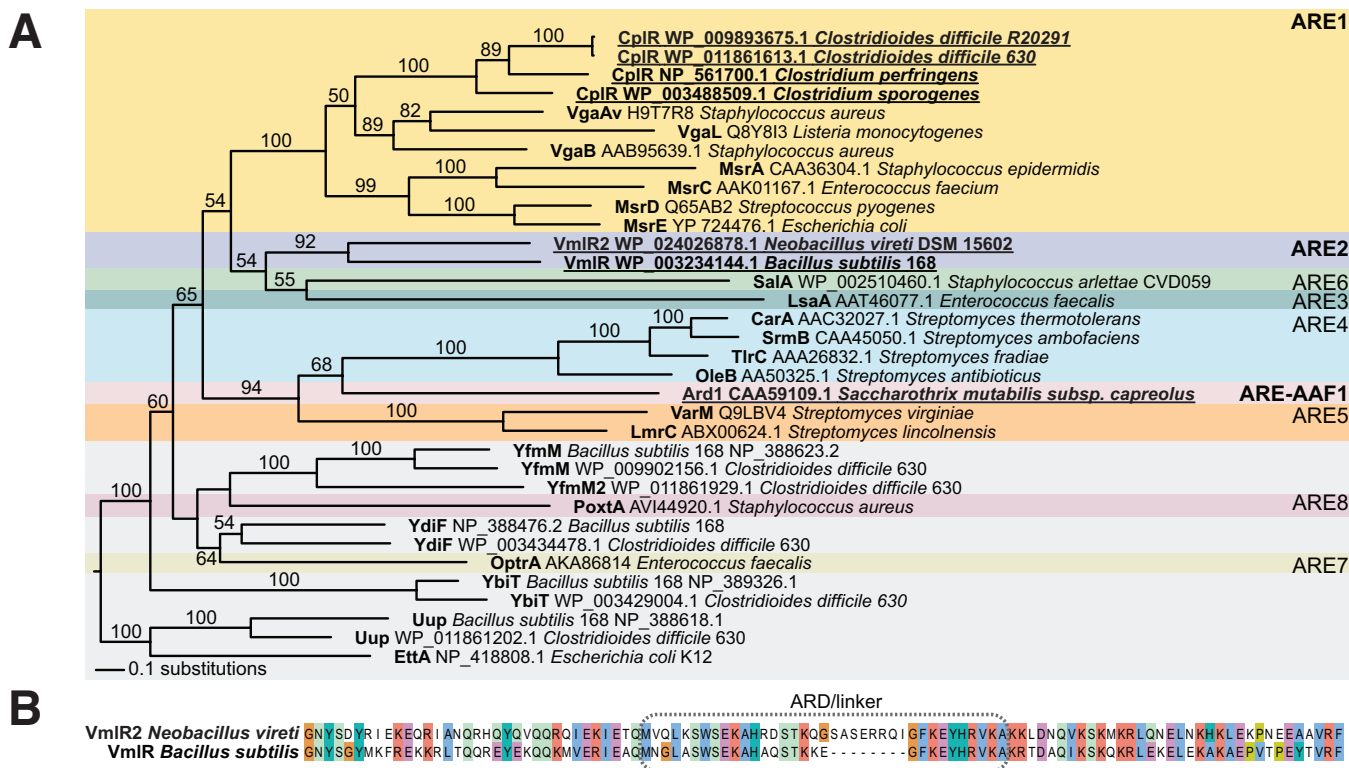 A
ARE1
100
CplR WP_009893675.1 Clostridioides difficile R20291
89
CplR WP_011861613.1 Clostridioides difficile 630
100
CplR NP_561700.1 Clostridium perfringens
50
CplR WP_003488509.1 Clostridium sporogenes
82
VgaAv H9T7R8 Staphylococcus aureus
89
VgaL Q8Y8I3 Listeria monocytogenes
100
VgaB AAB95639.1 Staphylococcus aureus
100
MsrA CAA36304.1 Staphylococcus epidermidis
99
MsrC AAK01167.1 Enterococcus faecium
54
100
MsrD Q65AB2 Streptococcus pyogenes
MsrE YP 724476.1 Escherichia coli
92
VmlR2 WP_024026878.1 Neobacillus vireti DSM 15602
ARE2
54
VmlR WP_003234144.1 Bacillus subtilis 168
55
SalA WP_002510460.1 Staphylococcus arlettae CVD059
ARE6
65
LsaA AAT46077.1 Enterococcus faecalis
ARE3
100
CarA AAC32027.1 Streptomyces thermotolerans
ARE4
100
SrmB CAA45050.1 Streptomyces ambofaciens
100
TlrC AAA26832.1 Streptomyces fradiae
68
OleB AA50325.1 Streptomyces antibioticus
94
Ard1 CAA59109.1 Saccharothrix mutabilis subsp. capreolus
ARE-AAF1
60
100
VarM Q9LBV4 Streptomyces virginiae
ARE5
LmrC ABX00624.1 Streptomyces lincolnensis
100
YfmM Bacillus subtilis 168 NP_388623.2
YfmM WP_009902156.1 Clostridioides difficile 630
100
YfmM2 WP_011861929.1 Clostridioides difficile 630
PoxtA AVI44920.1 Staphylococcus aureus
ARE8
54
YdiF NP_388476.2 Bacillus subtilis 168
YdiF WP_003434478.1 Clostridioides difficile 630
64
OptrA AKA86814 Enterococcus faecalis
ARE7
100
YbiT Bacillus subtilis 168 NP_389326.1
YbiT WP_003429004.1 Clostridioides difficile 630
100
Uup Bacillus subtilis 168 NP_388618.1
100
Uup WP_011861202.1 Clostridioides difficile 630
EttA NP_418808.1 Escherichia coli K12
0.1 substitutions
B
ARD/linker
VmlR2 Neobacillus vireti GNYSDYRIEKEQRIANQRHQYQVQQRQIEKIETQMVQLKSWSEKAHRDSTKQGSASERRQIGFKEYHRVKAKKLDNQVKSKMKRLQNELNKHKLEKPNEEAAVRF
VmlR Bacillus subtilis GNYSGYMKFREKKRLTQQREYEKQQKMVERIEAQMNGLASWSEKAHAQSTKKE--------GFKEYHRVKAKRTDAQIKSKQKRLEKELEKAKAEPVTPEYTVRF